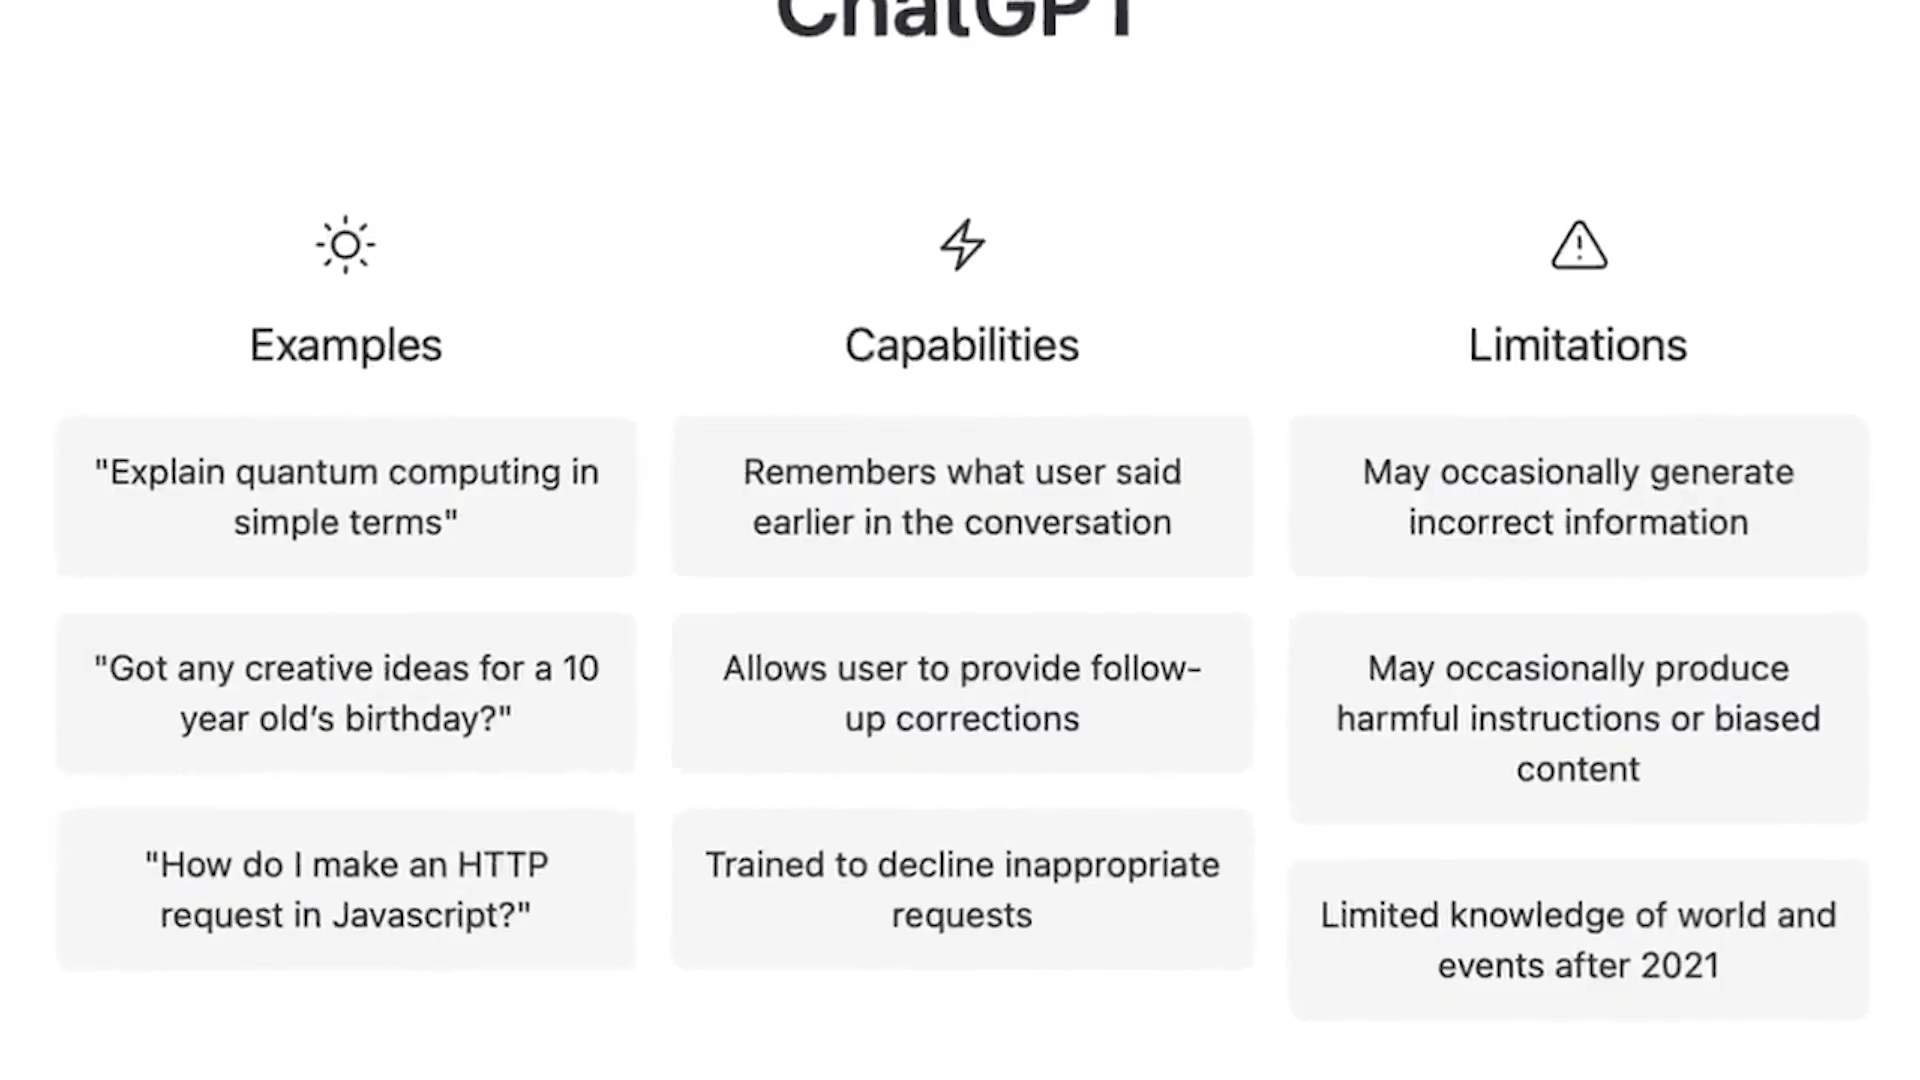 ChatGPT
Examples
"Explain quantum computing in
simple terms"
"Got any creative ideas for a 10
year old’s birthday?"
"How do I make an HTTP
request in Javascript?"
Capabilities
Remembers what user said
earlier in the conversation
Allows user to provide follow-
up corrections
Trained to decline inappropriate
requests
Limitations
May occasionally generate
incorrect information
May occasionally produce
harmful instructions or biased
content
Limited knowledge of world and
events after 2021